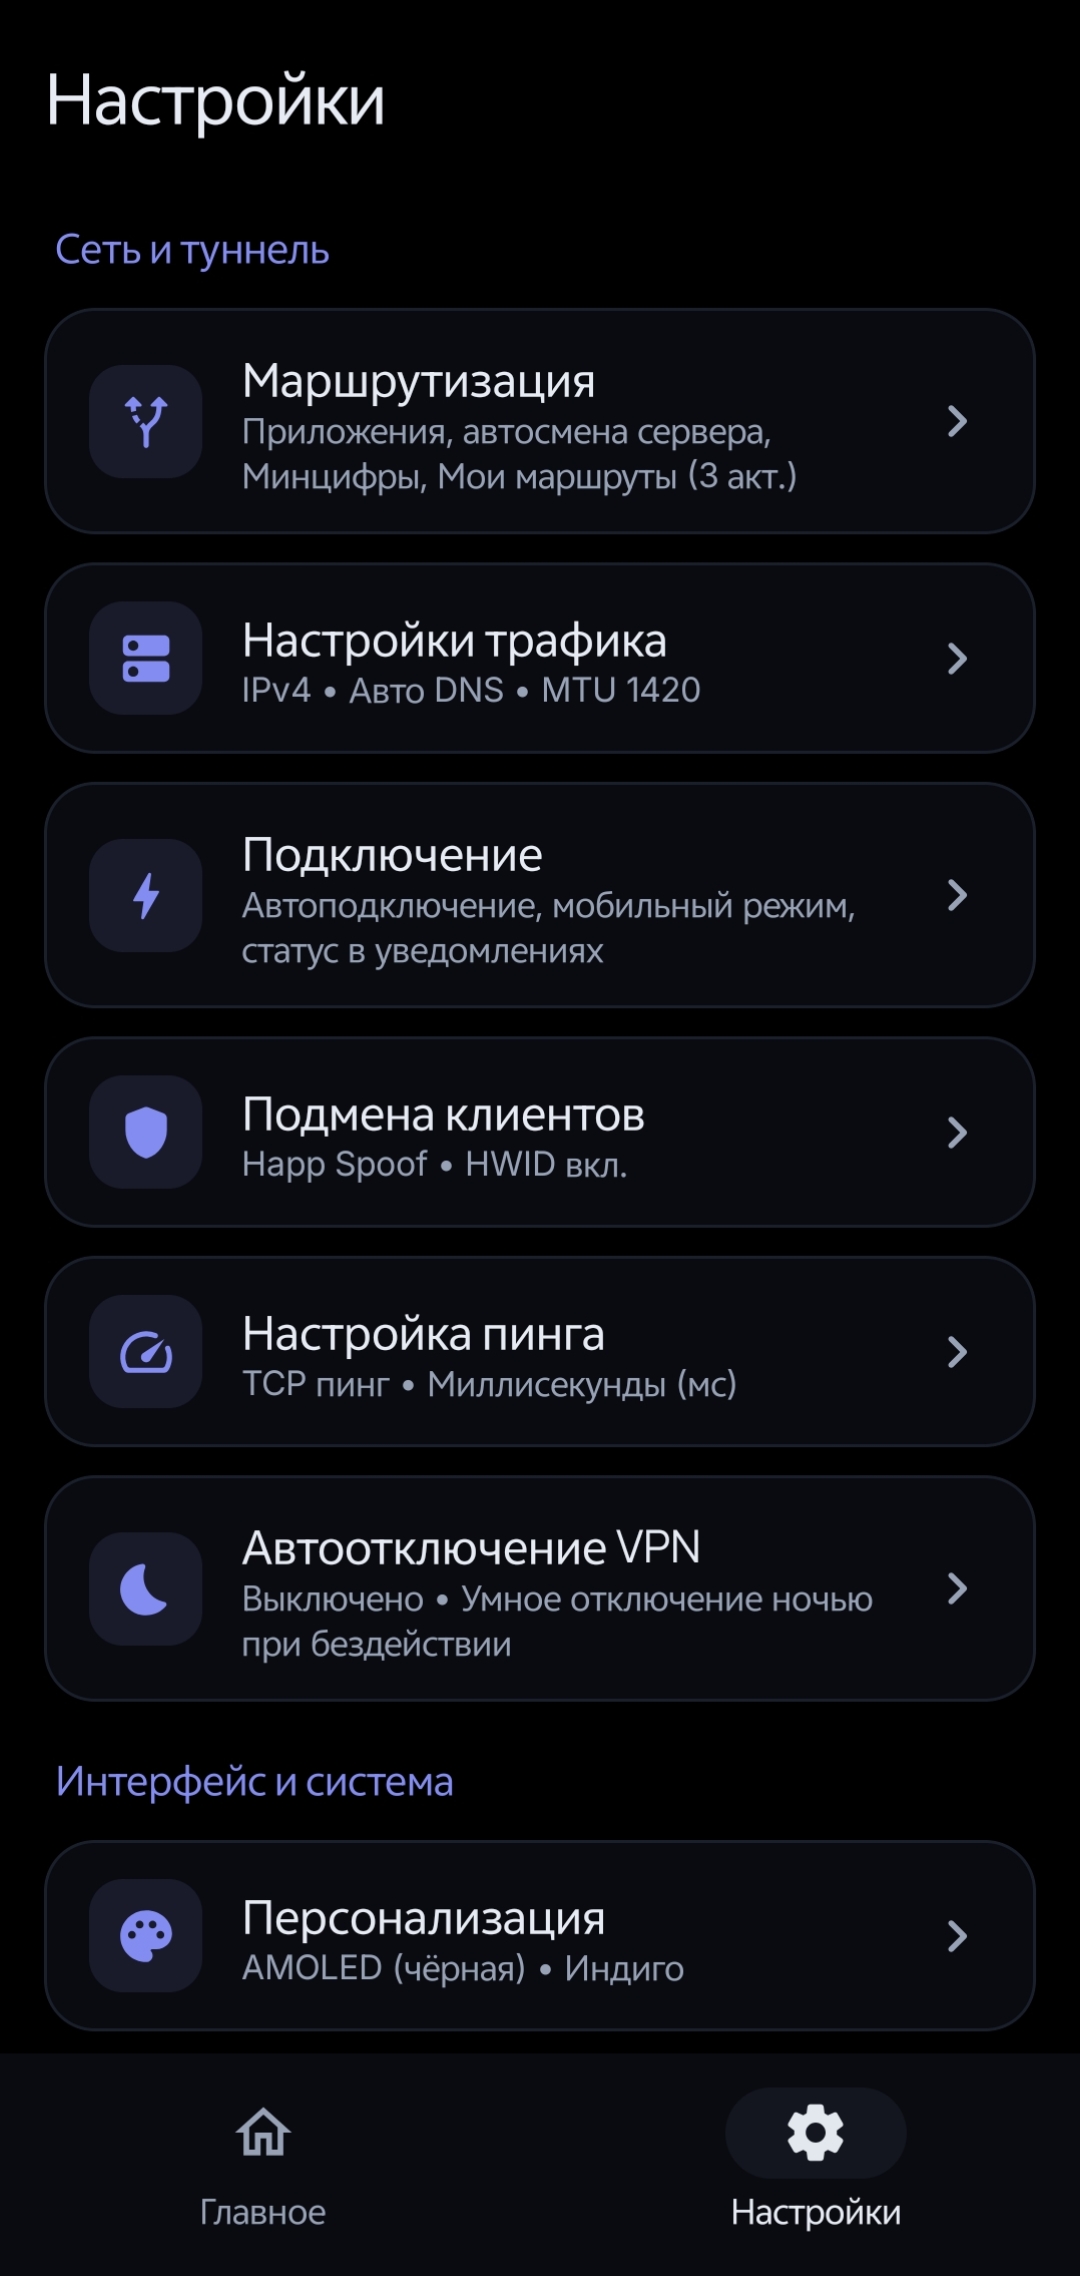 Настройки
Сеть и туннель
Маршрутизация
Приложения, автосмена сервера,
Минцифры, Мои маршруты (3 акт.)
Настройки трафика
IPv4 • Авто DNS • MTU 1420
Подключение
Автоподключение, мобильный режим,
статус в уведомлениях
Подмена клиентов
Happ Spoof • HWID вкл.
Настройка пинга
TCP пинг • Миллисекунды (мс)
Автоотключение VPN
Выключено • Умное отключение ночью
при бездействии
Интерфейс и система
Персонализация
AMOLED (чёрная) • Индиго
Главное
Настройки